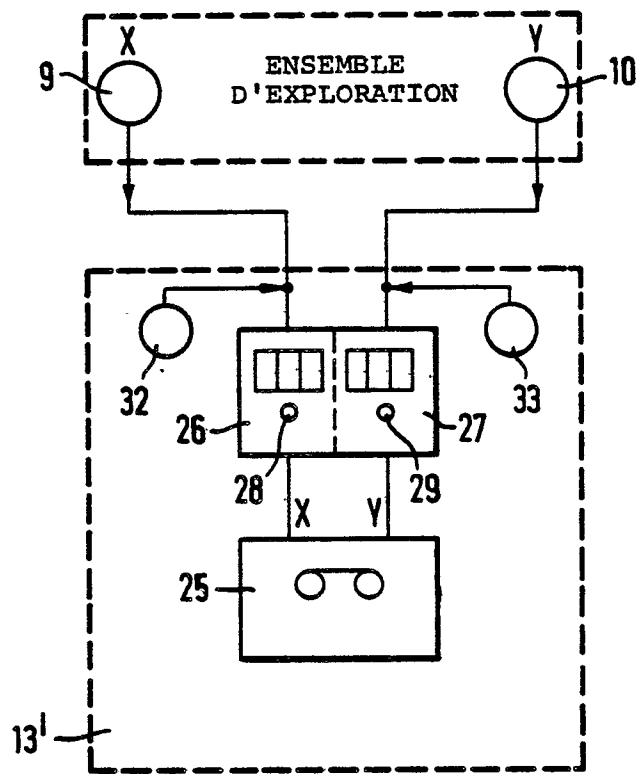 X
Y
9
ENSEMBLE
D'EXPLORATION
10
32
33
26
27
28
29
X
Y
25
13'